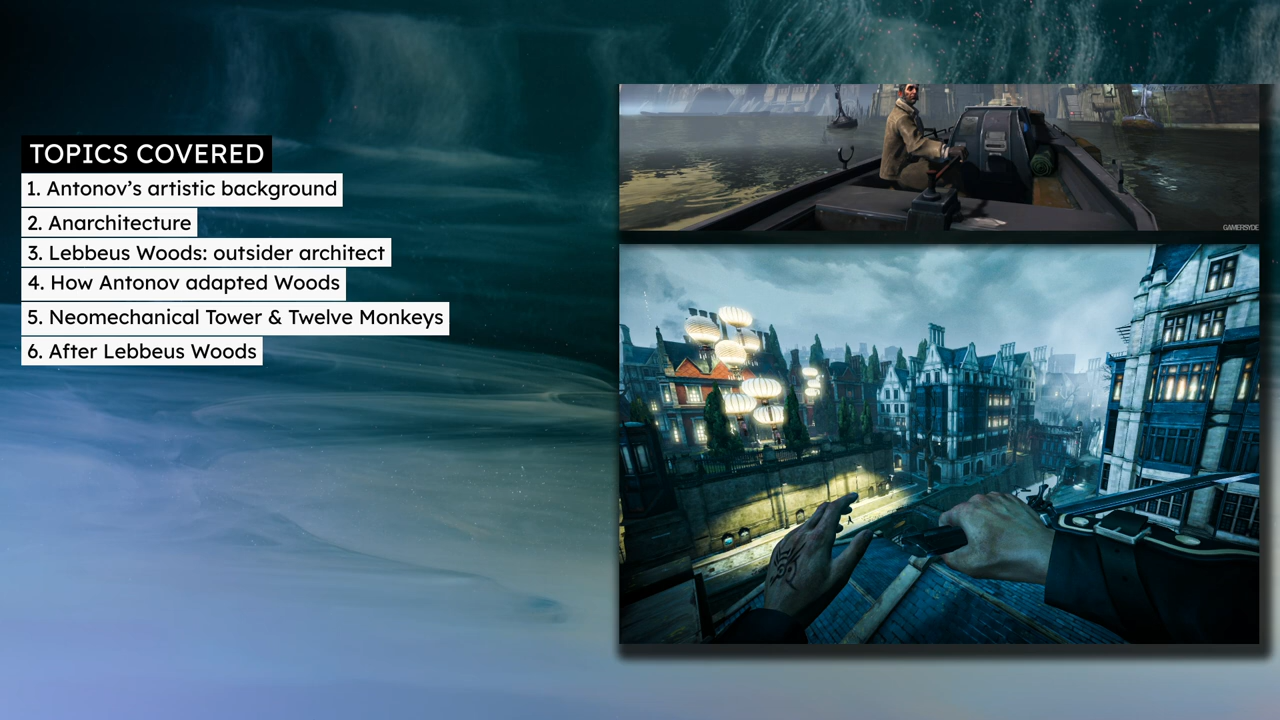 TOPICS COVERED
1. Antonov’s artistic background
2. Anarchitecture
3. Lebbeus Woods: outsider architect
4. How Antonov adapted Woods
5. Neomechanical Tower & Twelve Monkeys
6. After Lebbeus Woods
GAMERSYDE